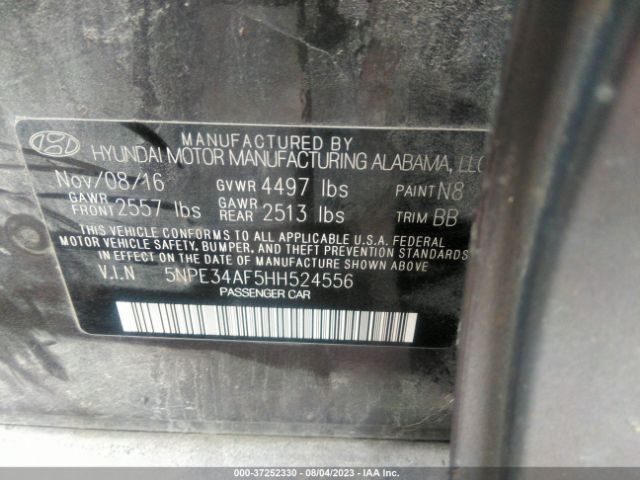 MANUFACTURED BY
HYUNDAI MOTOR MANUFACTURING ALABAMA, LLC
Nov/08/16 GVWR 4497 lbs PAINT N8
GAWR FRONT 2557 lbs GAWR REAR 2513 lbs TRIM BB
THIS VEHICLE CONFORMS TO ALL APPLICABLE U.S.A. FEDERAL
MOTOR VEHICLE SAFETY, BUMPER, AND THEFT PREVENTION STANDARDS
IN EFFECT ON THE DATE OF MANUFACTURE SHOWN ABOVE.
V.I.N 5NPE34AF5HH524556
PASSENGER CAR
000-37252330 - 08/04/2023 - IAA Inc.